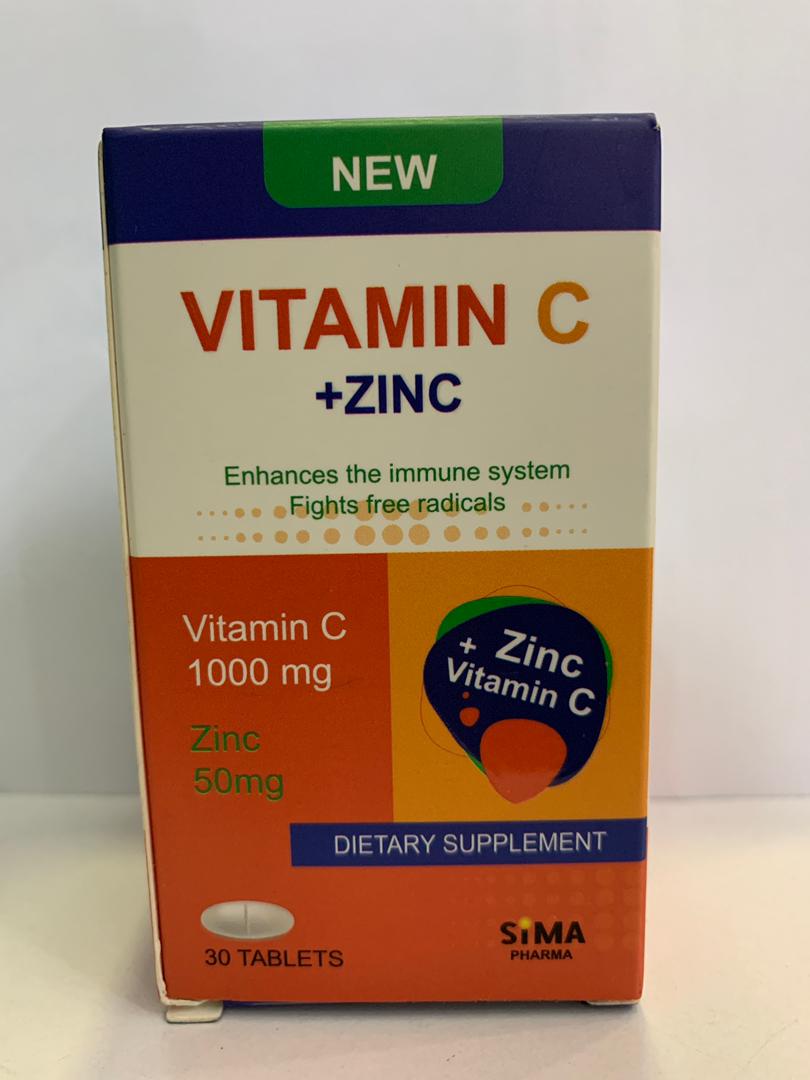 NEW
VITAMIN C
+ZINC
Enhances the immune system
Fights free radicals
Vitamin C
1000 mg
Zinc
50mg
+ Zinc
Vitamin C
DIETARY SUPPLEMENT
30 TABLETS
SiMA
PHARMA